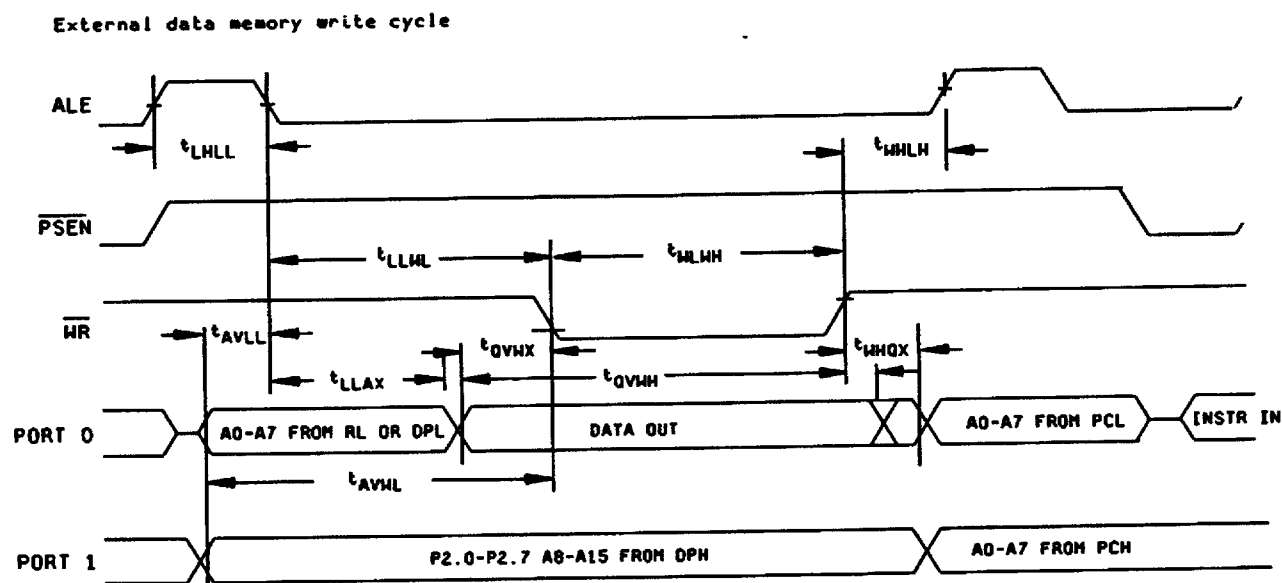 External data memory write cycle
ALE
tLHLL
tWHLH
PSEN
tLLWL
tWLWH
WR
tAVLL
tQVWX
tWHQX
tLLAX
tQVWH
PORT 0
A0-A7 FROM RL OR DPL
DATA OUT
A0-A7 FROM PCL
INSTR IN
tAVWL
PORT 1
P2.0-P2.7 A8-A15 FROM DPH
A0-A7 FROM PCH